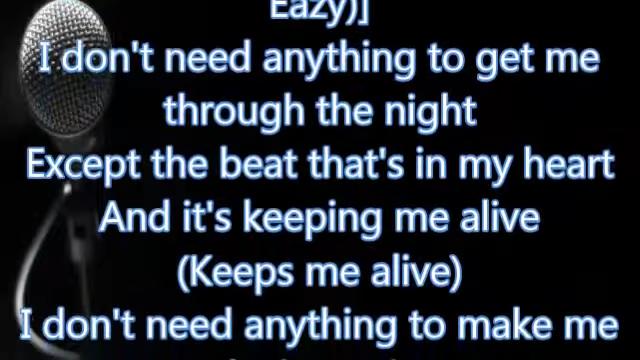 Eazy)]
I don't need anything to get me
through the night
Except the beat that's in my heart
And it's keeping me alive
(Keeps me alive)
I don't need anything to make me